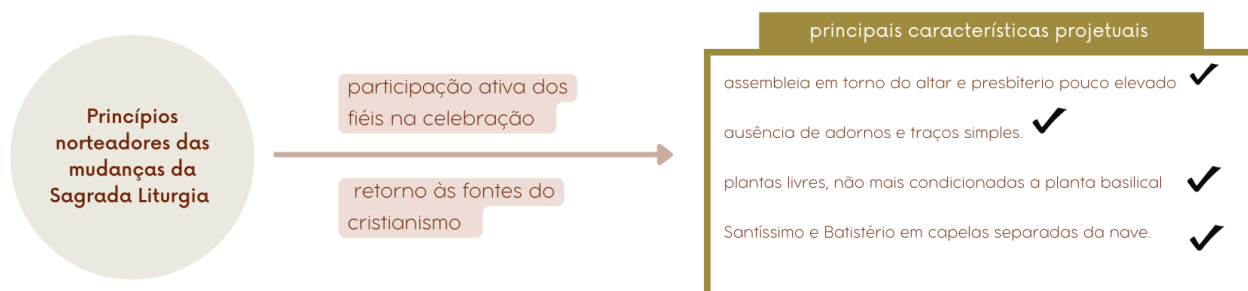 Princípios
norteadores das
mudanças da
Sagrada Liturgia
participação ativa dos
fiéis na celebração
retorno às fontes do
cristianismo
principais características projetuais
assembleia em torno do altar e presbíterio pouco elevado
ausência de adornos e traços simples.
plantas livres, não mais condicionadas a planta basilical
Santíssimo e Batistério em capelas separadas da nave.